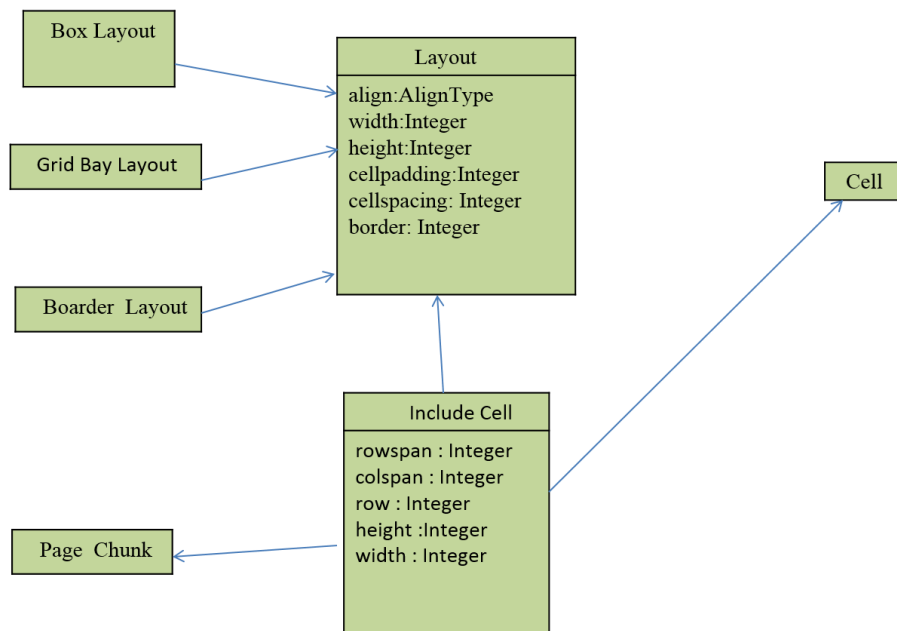 Box Layout
Layout
align:AlignType
width:Integer
height:Integer
cellpadding:Integer
cellspacing: Integer
border: Integer
Grid Bay Layout
Cell
Boarder Layout
Include Cell
rowspan : Integer
colspan : Integer
row : Integer
height :Integer
width : Integer
Page Chunk